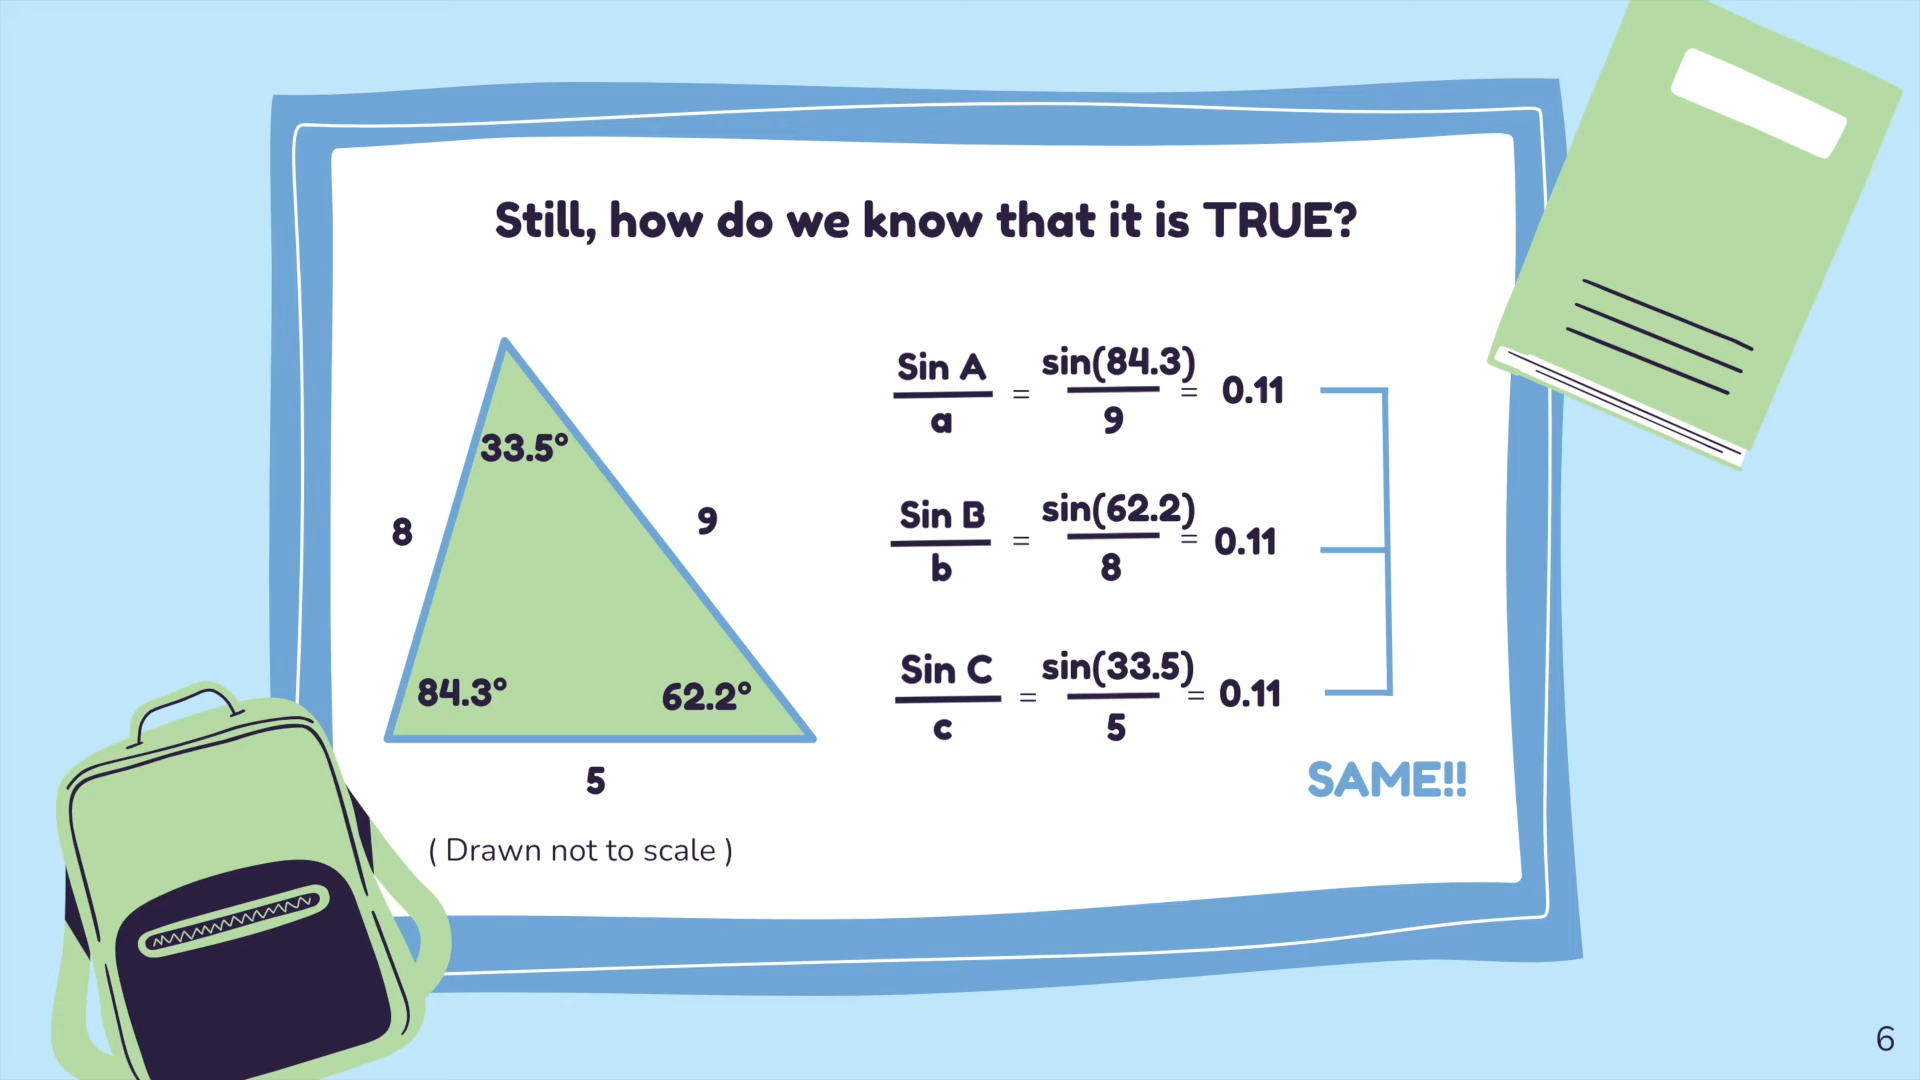 Still, how do we know that it is TRUE?
33.5°
8
9
84.3°
62.2°
5
( Drawn not to scale )
Sin A / a = sin(84.3) / 9 = 0.11
Sin B / b = sin(62.2) / 8 = 0.11
Sin C / c = sin(33.5) / 5 = 0.11
SAME!!
6